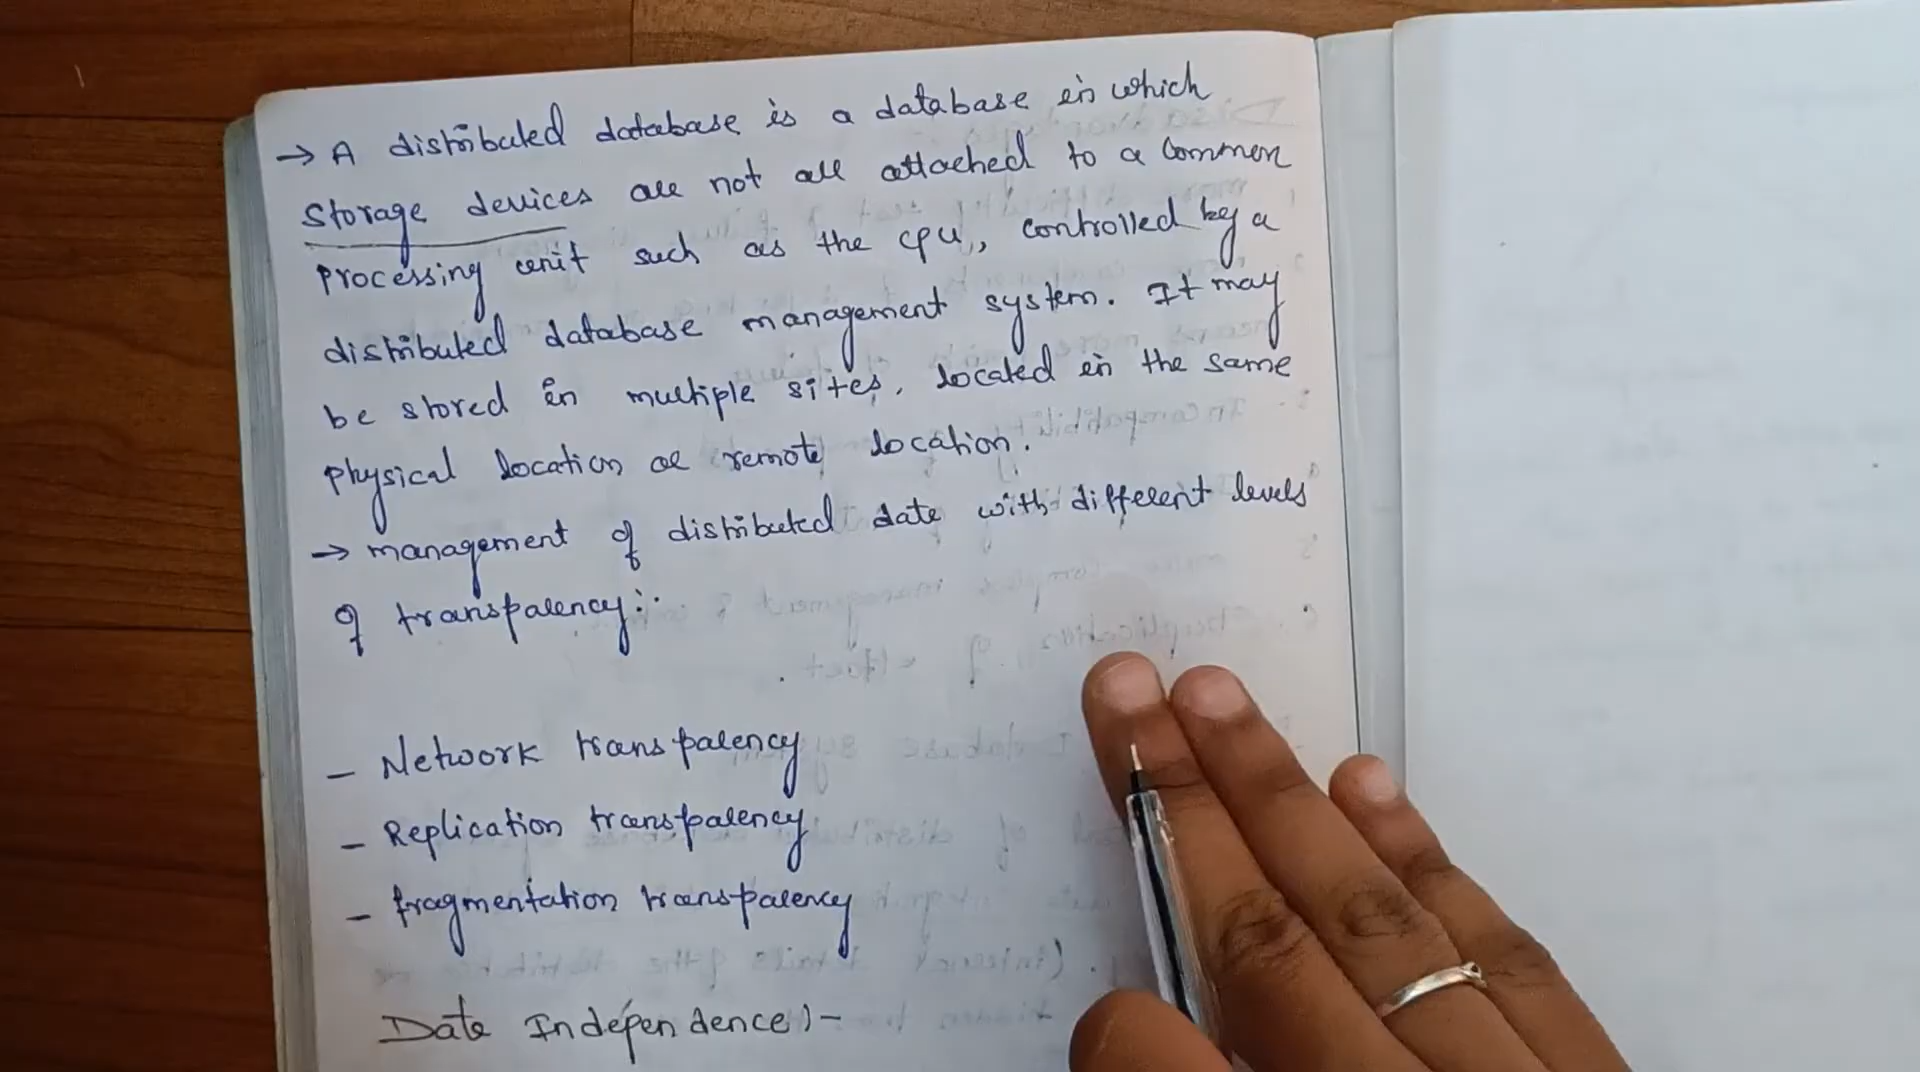 → A distributed database is a database in which
storage devices are not all attached to a common
processing unit such as the cpu, controlled by a
distributed database management system. It may
be stored in multiple sites, located in the same
physical location or remote location.
→ management of distributed date with different levels
of transparency:-
- Network transparency
- Replication transparency
- fragmentation transparency
Date Independence:-